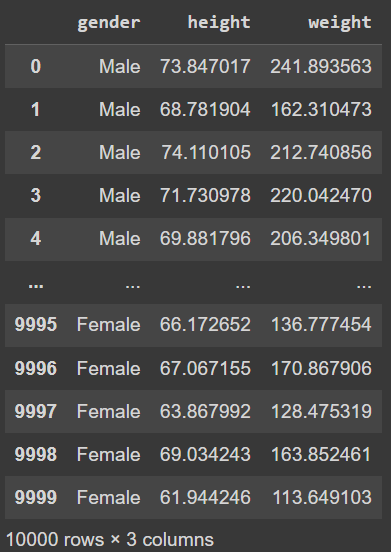 gender height weight
0 Male 73.847017 241.893563
1 Male 68.781904 162.310473
2 Male 74.110105 212.740856
3 Male 71.730978 220.042470
4 Male 69.881796 206.349801
... ... ... ...
9995 Female 66.172652 136.777454
9996 Female 67.067155 170.867906
9997 Female 63.867992 128.475319
9998 Female 69.034243 163.852461
9999 Female 61.944246 113.649103
10000 rows × 3 columns